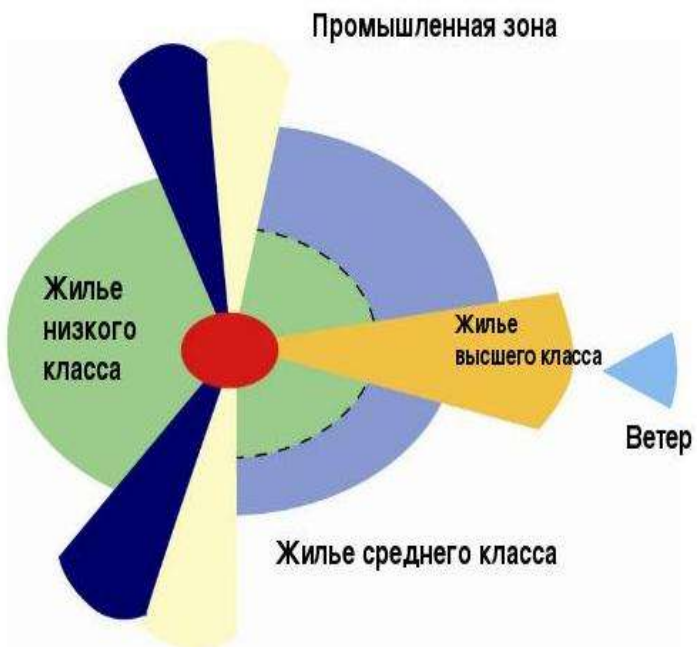 Промышленная зона
Жилье
низкого
класса
Жилье
высшего класса
Ветер
Жилье среднего класса